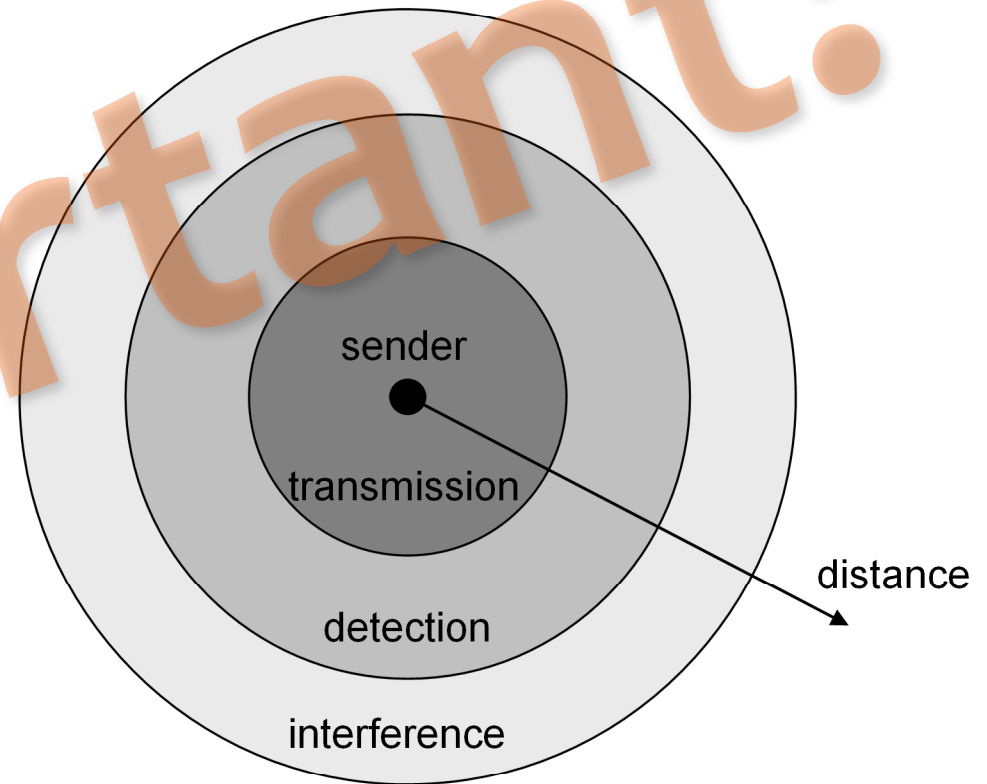 rtant!
sender
transmission
distance
detection
interference